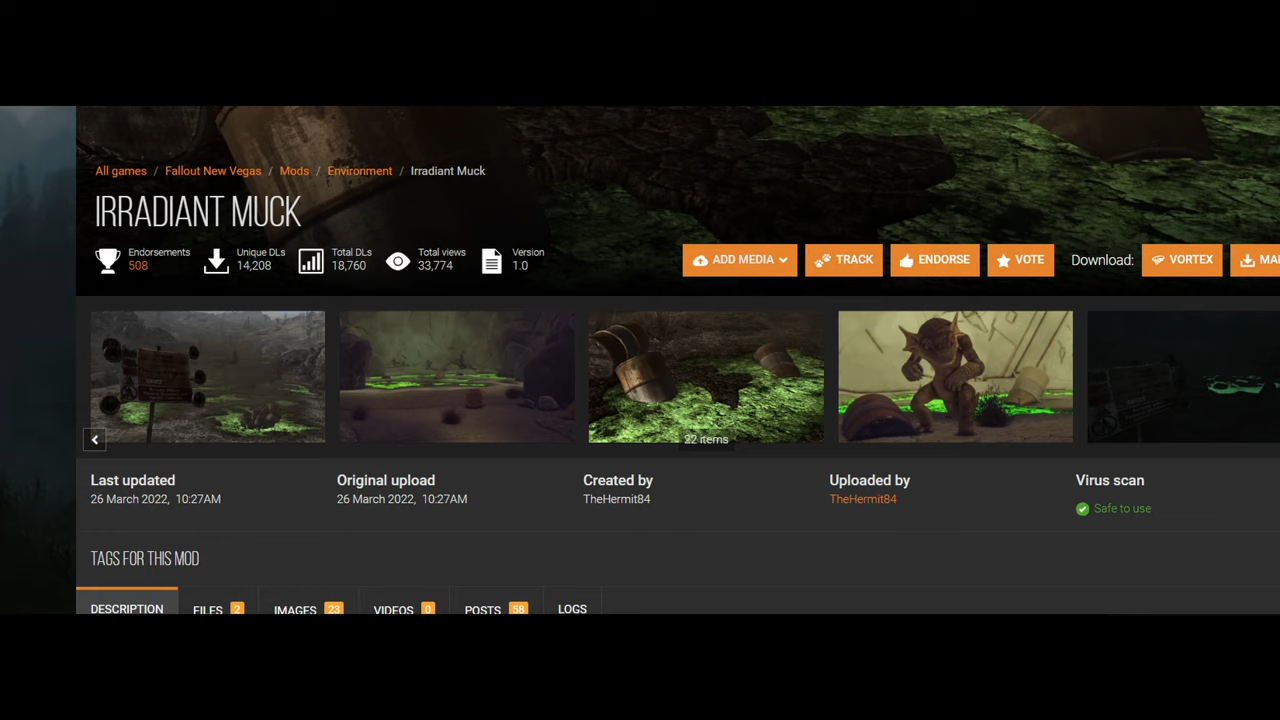 All games / Fallout New Vegas / Mods / Environment / Irradiant Muck
IRRADIANT MUCK
Endorsements
508
Unique DLs
14,208
Total DLs
18,760
Total views
33,774
Version
1.0
ADD MEDIA
TRACK
ENDORSE
VOTE
Download:
VORTEX
MA
22 items
Last updated
26 March 2022, 10:27AM
Original upload
26 March 2022, 10:27AM
Created by
TheHermit84
Uploaded by
TheHermit84
Virus scan
Safe to use
TAGS FOR THIS MOD
DESCRIPTION
FILES 2
IMAGES 23
VIDEOS 0
POSTS 58
LOGS